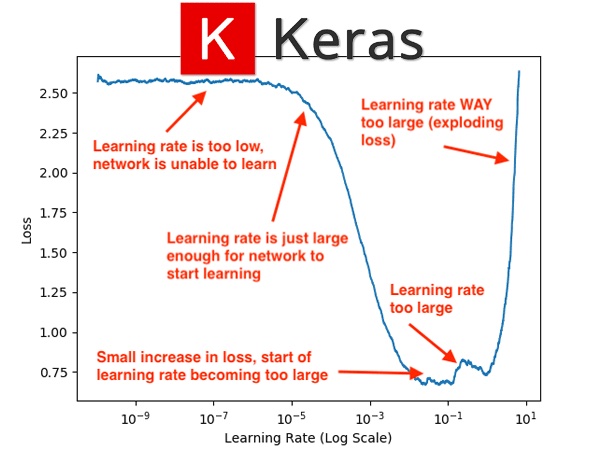 K Keras
2.50
2.25
2.00
1.75
1.50
1.25
1.00
0.75
Loss
Learning rate WAY
too large (exploding
loss)
Learning rate is too low,
network is unable to learn
Learning rate is just large
enough for network to
start learning
Learning rate
too large
Small increase in loss, start of
learning rate becoming too large
10⁻⁹ 10⁻⁷ 10⁻⁵ 10⁻³ 10⁻¹ 10¹
Learning Rate (Log Scale)